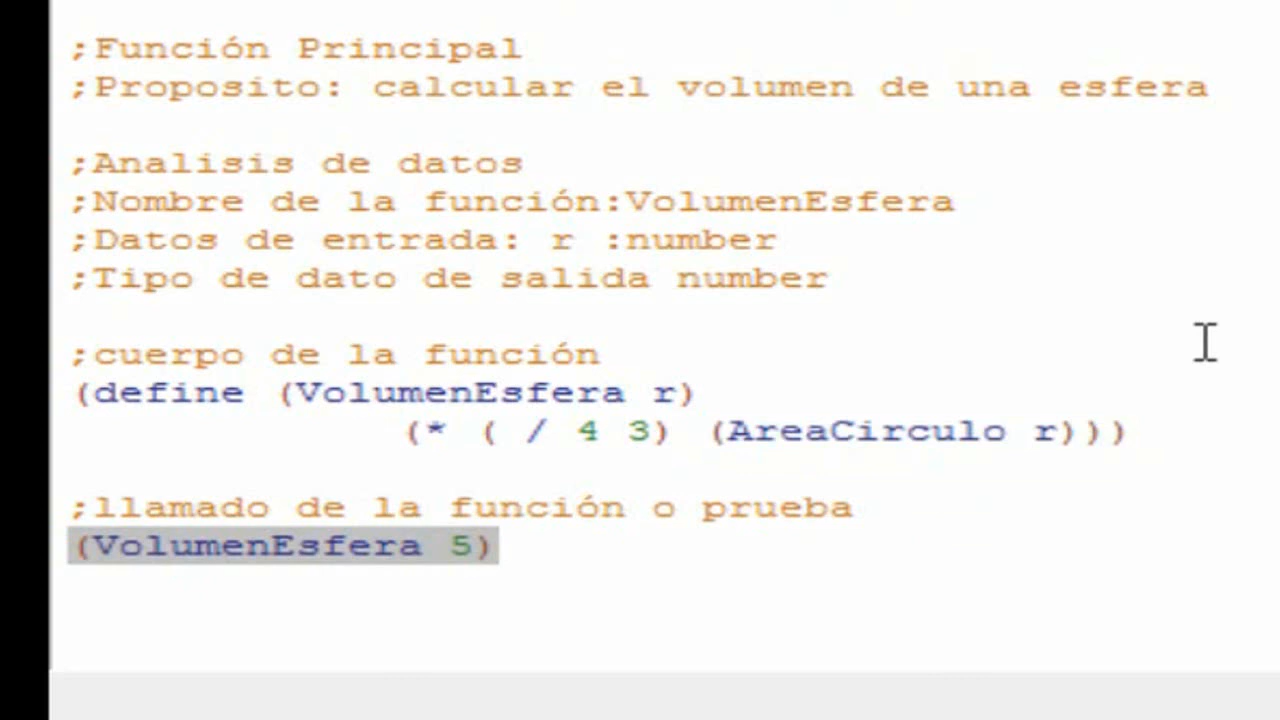 ;Función Principal
;Proposito: calcular el volumen de una esfera
;Analisis de datos
;Nombre de la función:VolumenEsfera
;Datos de entrada: r :number
;Tipo de dato de salida number
;cuerpo de la función
(define (VolumenEsfera r)
(* ( / 4 3) (AreaCirculo r)))
;llamado de la función o prueba
(VolumenEsfera 5)